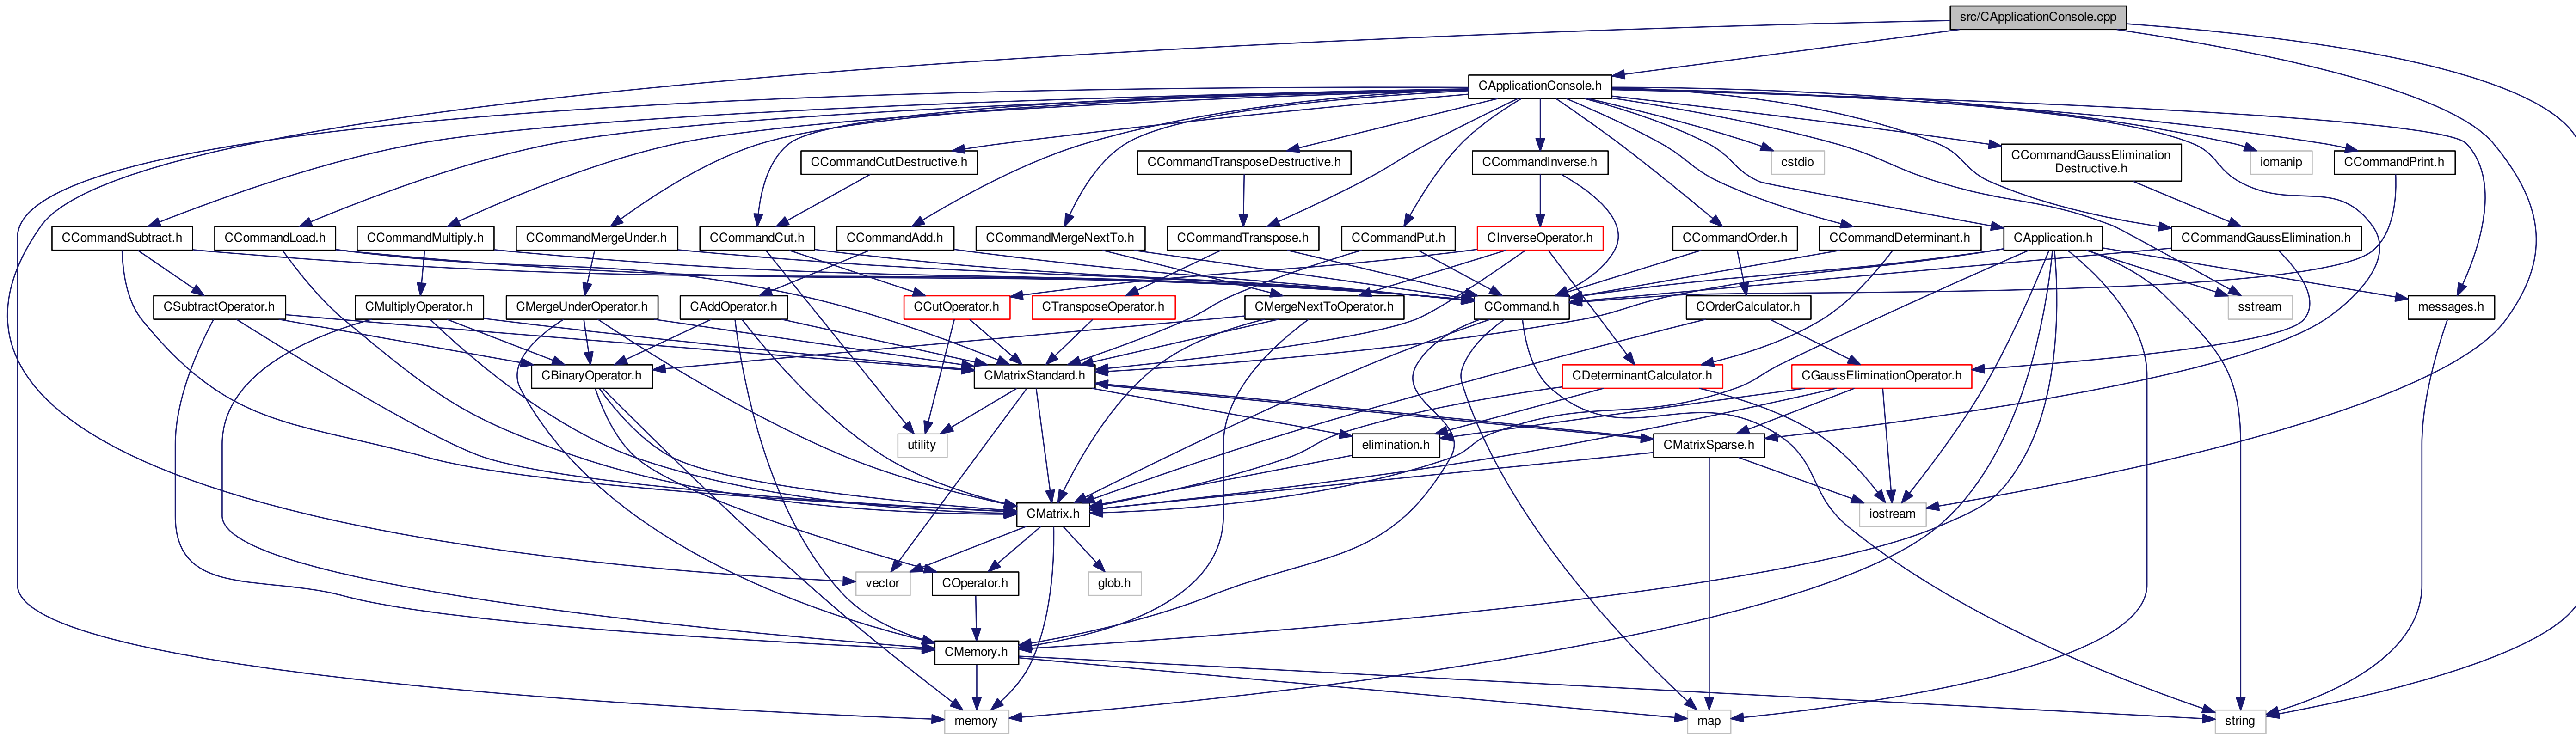 src/CApplicationConsole.cpp
CApplicationConsole.h
CCommandCutDestructive.h
CCommandTransposeDestructive.h
CCommandInverse.h
cstdio
CCommandGaussElimination
Destructive.h
iomanip
CCommandPrint.h
CCommandSubtract.h
CCommandLoad.h
CCommandMultiply.h
CCommandMergeUnder.h
CCommandCut.h
CCommandAdd.h
CCommandMergeNextTo.h
CCommandTranspose.h
CCommandPut.h
CInverseOperator.h
CCommandOrder.h
CCommandDeterminant.h
CApplication.h
CCommandGaussElimination.h
CSubtractOperator.h
CMultiplyOperator.h
CMergeUnderOperator.h
CAddOperator.h
CCutOperator.h
CTransposeOperator.h
CMergeNextToOperator.h
CCommand.h
COrderCalculator.h
sstream
messages.h
CBinaryOperator.h
CMatrixStandard.h
CDeterminantCalculator.h
CGaussEliminationOperator.h
utility
elimination.h
CMatrixSparse.h
CMatrix.h
iostream
vector
COperator.h
glob.h
CMemory.h
memory
map
string